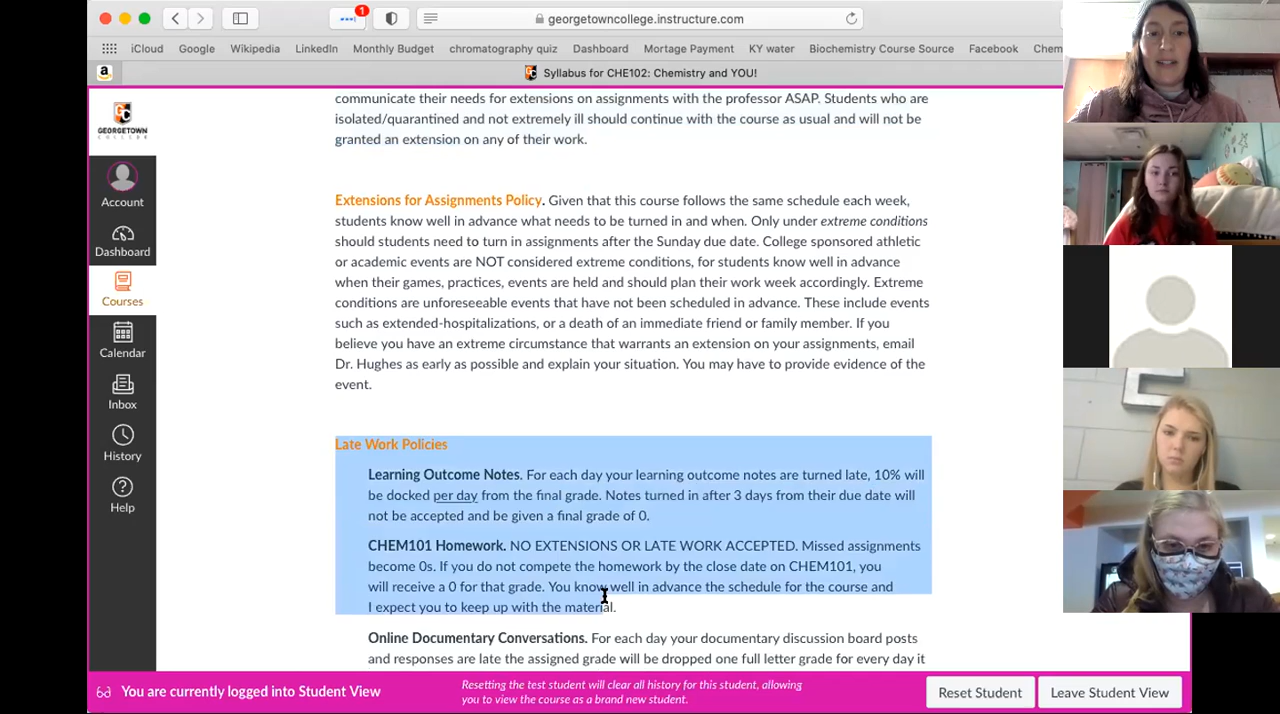 1
georgetowncollege.instructure.com
iCloud Google Wikipedia LinkedIn Monthly Budget chromatography quiz Dashboard Mortage Payment KY water Biochemistry Course Source Facebook Chem
Syllabus for CHE102: Chemistry and YOU!
GEORGETOWN
COLLEGE
Account
Dashboard
Courses
Calendar
Inbox
History
Help
communicate their needs for extensions on assignments with the professor ASAP. Students who are
isolated/quarantined and not extremely ill should continue with the course as usual and will not be
granted an extension on any of their work.
Extensions for Assignments Policy. Given that this course follows the same schedule each week,
students know well in advance what needs to be turned in and when. Only under extreme conditions
should students need to turn in assignments after the Sunday due date. College sponsored athletic
or academic events are NOT considered extreme conditions, for students know well in advance
when their games, practices, events are held and should plan their work week accordingly. Extreme
conditions are unforeseeable events that have not been scheduled in advance. These include events
such as extended-hospitalizations, or a death of an immediate friend or family member. If you
believe you have an extreme circumstance that warrants an extension on your assignments, email
Dr. Hughes as early as possible and explain your situation. You may have to provide evidence of the
event.
Late Work Policies
Learning Outcome Notes. For each day your learning outcome notes are turned late, 10% will
be docked per day from the final grade. Notes turned in after 3 days from their due date will
not be accepted and be given a final grade of 0.
CHEM101 Homework. NO EXTENSIONS OR LATE WORK ACCEPTED. Missed assignments
become 0s. If you do not compete the homework by the close date on CHEM101, you
will receive a 0 for that grade. You know well in advance the schedule for the course and
I expect you to keep up with the material.
Online Documentary Conversations. For each day your documentary discussion board posts
and responses are late the assigned grade will be dropped one full letter grade for every day it
You are currently logged into Student View
Resetting the test student will clear all history for this student, allowing
you to view the course as a brand new student.
Reset Student
Leave Student View